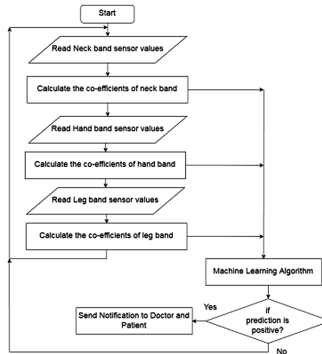 Start
Read Neck band sensor values
Calculate the co-efficients of neck band
Read Hand band sensor values
Calculate the co-efficients of hand band
Read Leg band sensor values
Calculate the co-efficients of leg band
Machine Learning Algorithm
if
prediction is
positive?
Yes
Send Notification to Doctor and
Patient
No